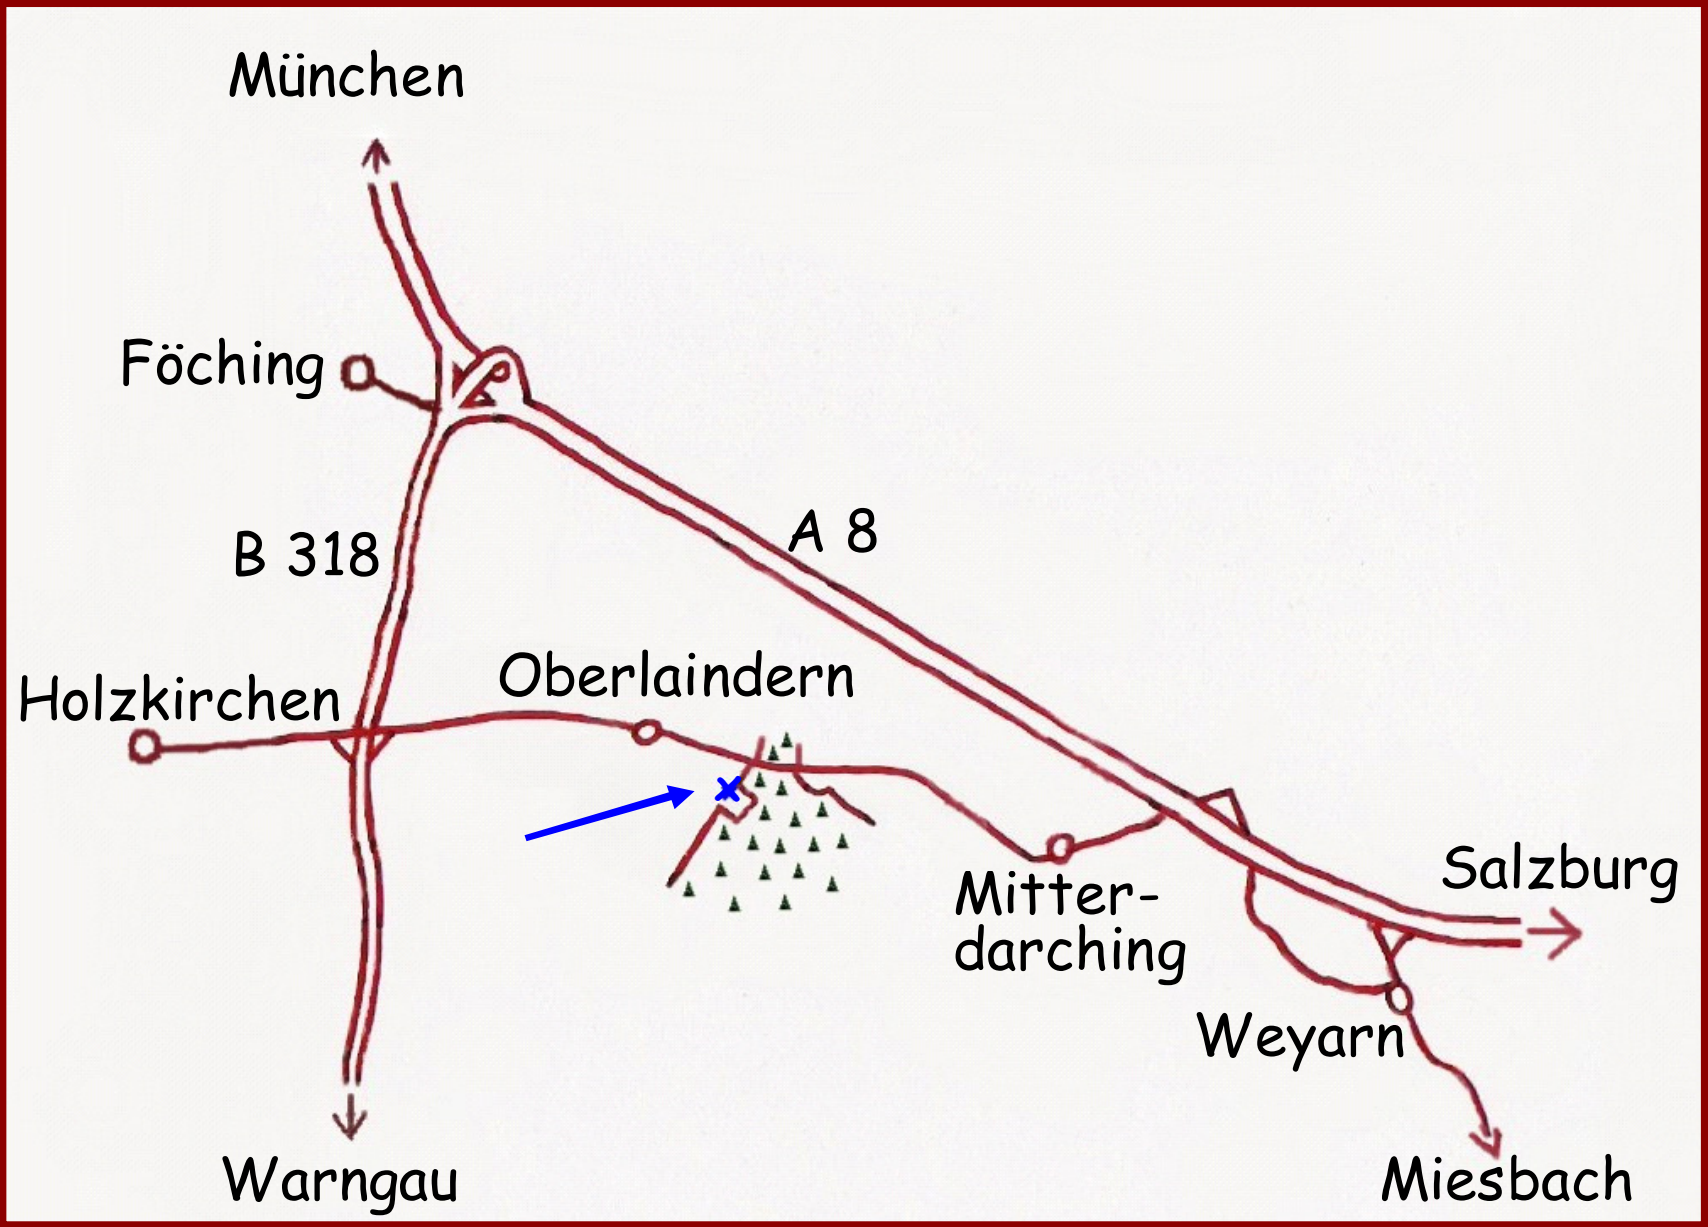 München
Föching
A 8
B 318
Oberlaindern
Holzkirchen
Salzburg
Mitter-
darching
Weyarn
Warngau
Miesbach